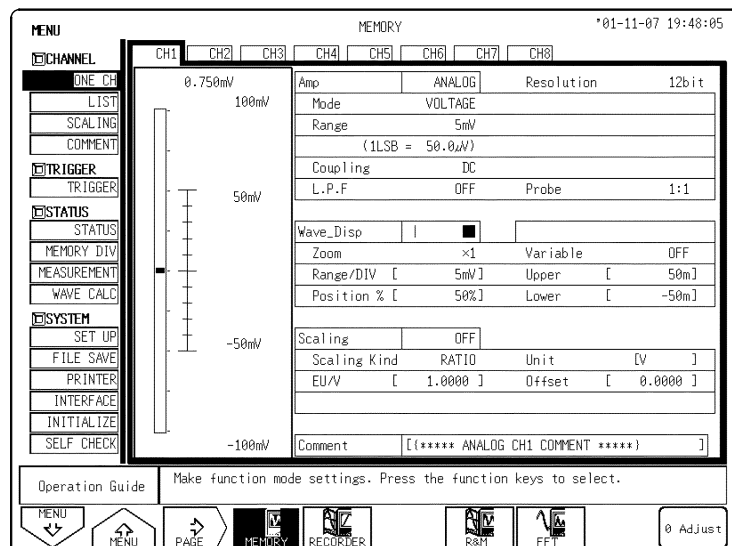 MENU MEMORY '01-11-07 19:48:05
CHANNEL
ONE CH
LIST
SCALING
COMMENT
TRIGGER
TRIGGER
STATUS
STATUS
MEMORY DIV
MEASUREMENT
WAVE CALC
SYSTEM
SET UP
FILE SAVE
PRINTER
INTERFACE
INITIALIZE
SELF CHECK
CH1 CH2 CH3 CH4 CH5 CH6 CH7 CH8
0.750mV
100mV
50mV
-50mV
-100mV
Amp ANALOG Resolution 12bit
Mode VOLTAGE
Range 5mV
(1LSB = 50.0μV)
Coupling DC
L.P.F OFF Probe 1:1
Wave_Disp
Zoom ×1 Variable OFF
Range/DIV [ 5mV] Upper [ 50m]
Position % [ 50%] Lower [ -50m]
Scaling OFF
Scaling Kind RATIO Unit [V ]
EU/V [ 1.0000 ] Offset [ 0.0000 ]
Comment [{***** ANALOG CH1 COMMENT *****} ]
Operation Guide Make function mode settings. Press the function keys to select.
MENU
MENU
PAGE
MEMORY
RECORDER
R&M
FFT
0 Adjust